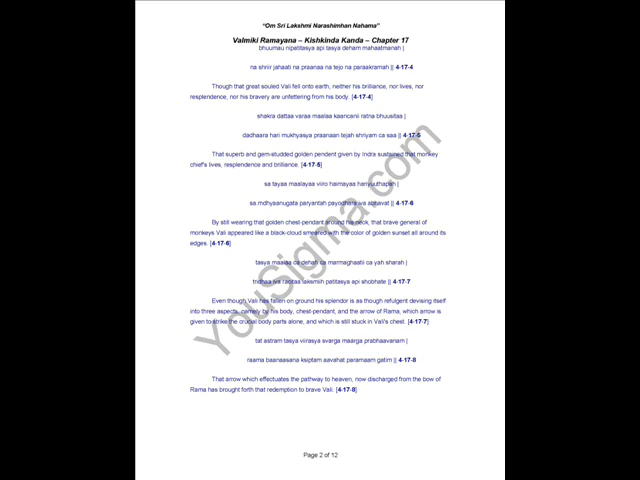 “Om Sri Lakshmi Narashimhan Nahama”
Valmiki Ramayana – Kishkinda Kanda – Chapter 17
bhuumau nipatitasya api tasya deham mahaatmanah |
na shriir jahaati na praanaa na tejo na paraakramah || 4-17-4
Though that great souled Vali fell onto earth, neither his brilliance, nor lives, nor
resplendence, nor his bravery are unfettering from his body. [4-17-4]
shakra dattaa varaa maalaa kaancanii ratna bhuusitaa |
dadhaara hari mukhyasya praanaan tejah shriyam ca saa || 4-17-5
That superb and gem-studded golden pendent given by Indra sustained that monkey
chief's lives, resplendence and brilliance. [4-17-5]
sa tayaa maalayaa viiro haimayaa hariyuuthapah |
sa mdhyaanugata paryantah payodhara iva abhavat || 4-17-6
By still wearing that golden chest-pendant around his neck, that brave general of
monkeys Vali appeared like a black-cloud smeared with the color of golden sunset all around its
edges. [4-17-6]
tasya maalaa ca dehah ca marmaghaatii ca yah sharah |
tridhaa iva racitaa laksmih patitasya api shobhate || 4-17-7
Even though Vali has fallen on ground his splendor is as though refulgent devising itself
into three aspects, namely by his body, chest-pendant, and the arrow of Rama, which arrow is
given to strike the crucial body parts alone, and which is still stuck in Vali's chest. [4-17-7]
tat astram tasya viirasya svarga maarga prabhaavanam |
raama baanaasana ksiptam aavahat paramaam gatim || 4-17-8
That arrow which effectuates the pathway to heaven, now discharged from the bow of
Rama has brought forth that redemption to brave Vali. [4-17-8]
YouSigma.com
Page 2 of 12